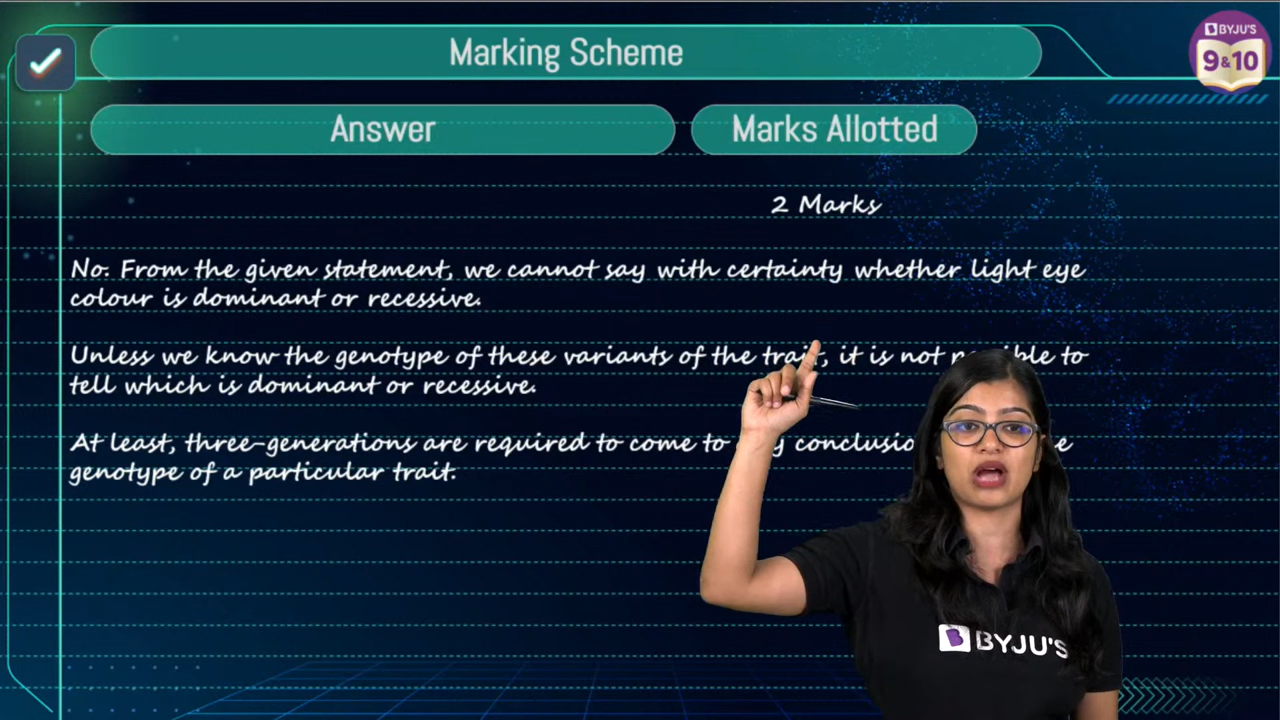 Marking Scheme
BYJU'S
9&10
Answer
Marks Allotted
2 Marks
No. From the given statement, we cannot say with certainty whether light eye
colour is dominant or recessive.
Unless we know the genotype of these variants of the trait, it is not to
tell which is dominant or recessive.
At least, three-generations are required to come to
genotype of a particular trait.
BYJU'S